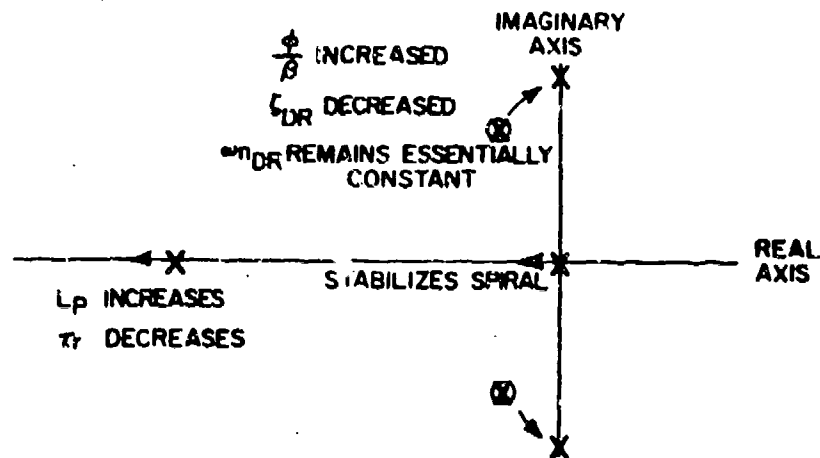 IMAGINARY
AXIS
ϕ/β INCREASED
ζDR DECREASED
ωnDR REMAINS ESSENTIALLY
CONSTANT
REAL
AXIS
STABILIZES SPIRAL
Lp INCREASES
τr DECREASES